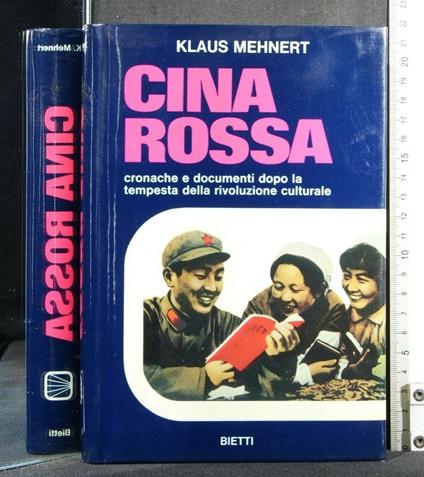 KLAUS MEHNERT
CINA
ROSSA
cronache e documenti dopo la
tempesta della rivoluzione culturale
BIETTI
K. Mehnert
CINA ROSSA
Bietti